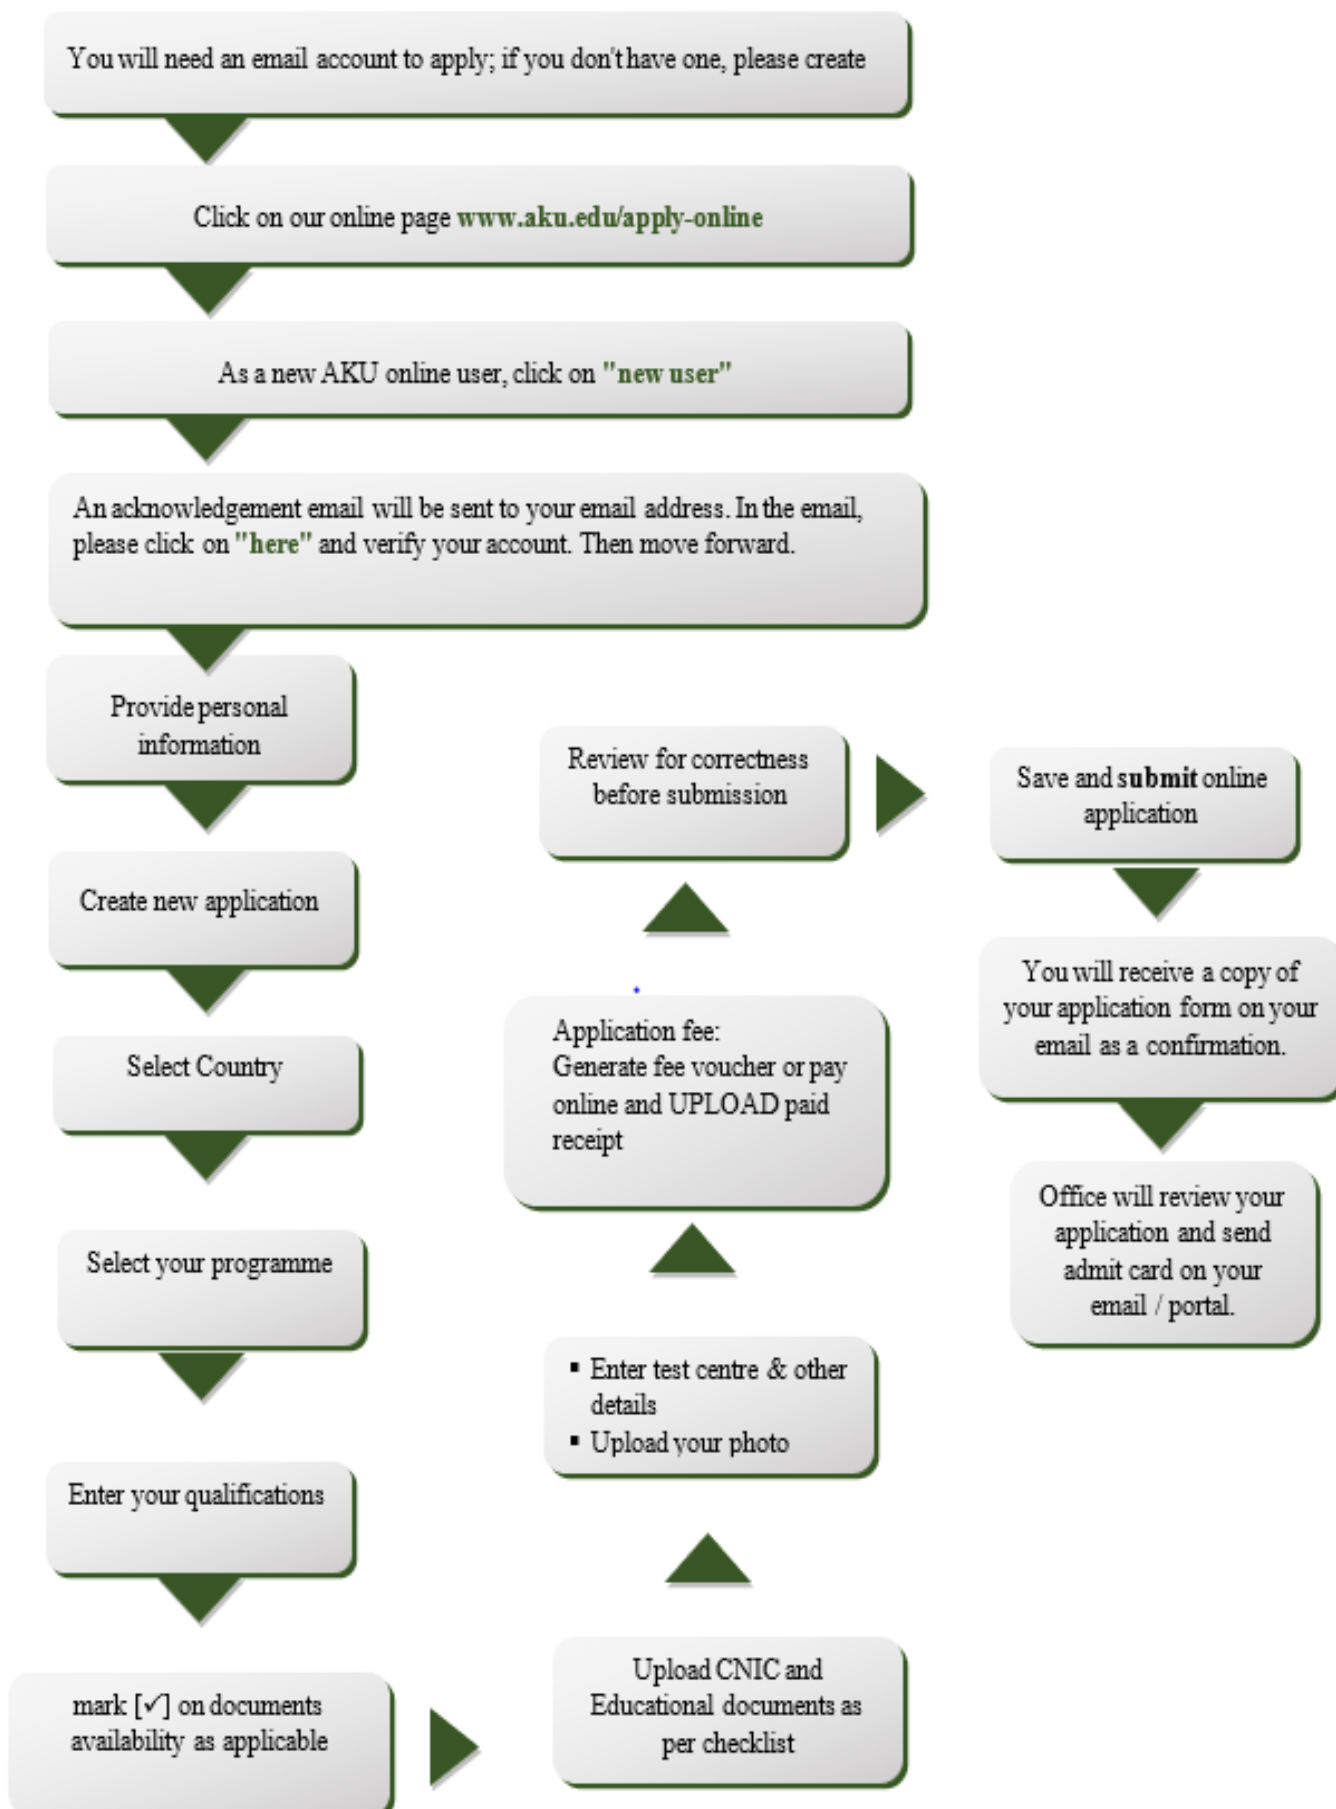 You will need an email account to apply; if you don't have one, please create
Click on our online page www.aku.edu/apply-online
As a new AKU online user, click on "new user"
An acknowledgement email will be sent to your email address. In the email,
please click on "here" and verify your account. Then move forward.
Provide personal
information
Create new application
Select Country
Select your programme
Enter your qualifications
mark [✓] on documents
availability as applicable
Upload CNIC and
Educational documents as
per checklist
▪ Enter test centre & other
details
▪ Upload your photo
Application fee:
Generate fee voucher or pay
online and UPLOAD paid
receipt
Review for correctness
before submission
Save and submit online
application
You will receive a copy of
your application form on your
email as a confirmation.
Office will review your
application and send
admit card on your
email / portal.